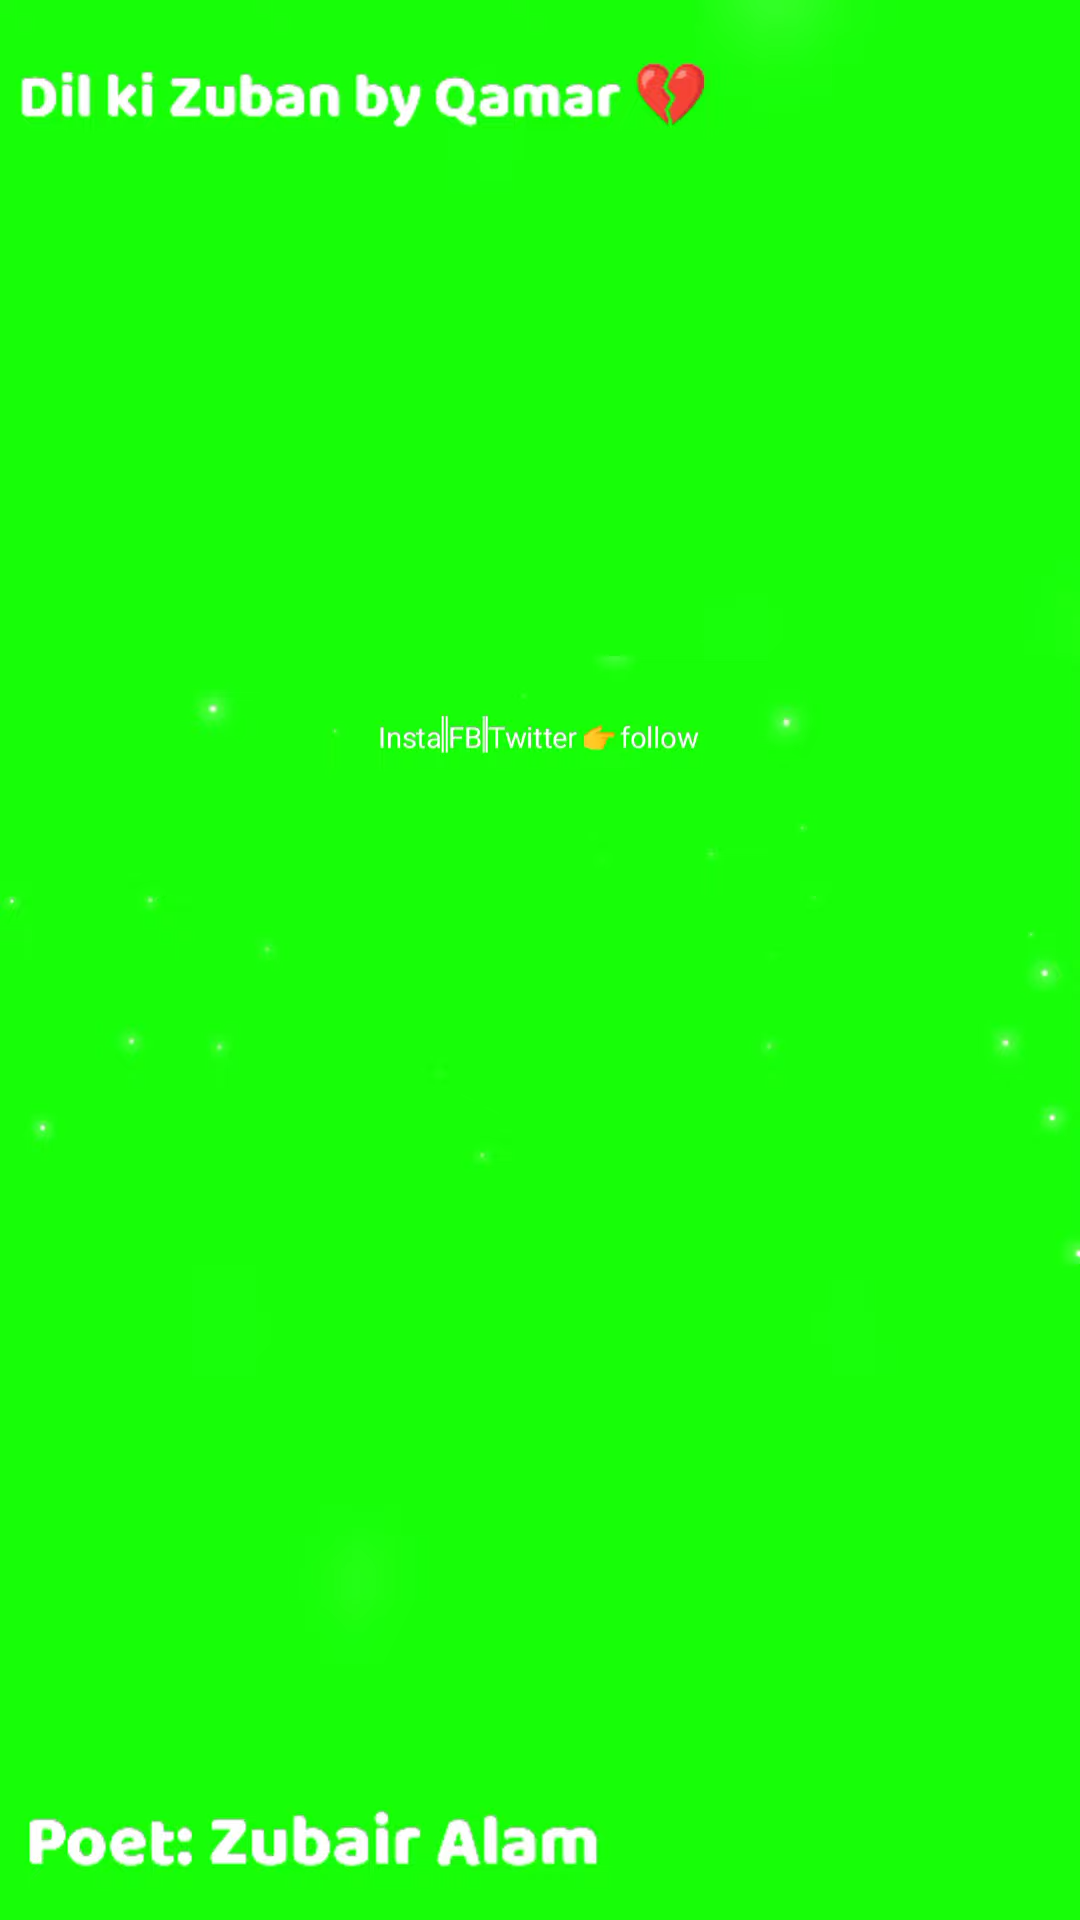 Dil ki Zuban by Qamar 💔
Insta║FB║Twitter 👉 follow
Poet: Zubair Alam